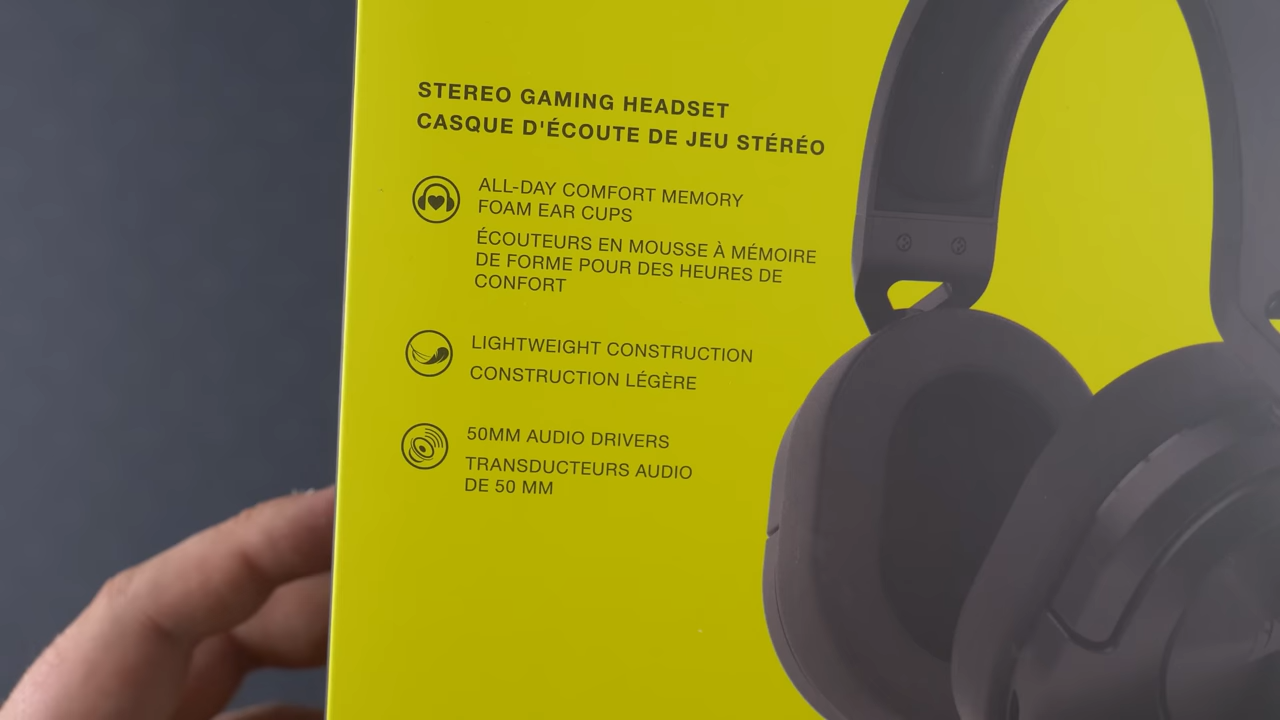 STEREO GAMING HEADSET
CASQUE D'ÉCOUTE DE JEU STÉRÉO
ALL-DAY COMFORT MEMORY
FOAM EAR CUPS
ÉCOUTEURS EN MOUSSE À MÉMOIRE
DE FORME POUR DES HEURES DE
CONFORT
LIGHTWEIGHT CONSTRUCTION
CONSTRUCTION LÉGÈRE
50MM AUDIO DRIVERS
TRANSDUCTEURS AUDIO
DE 50 MM